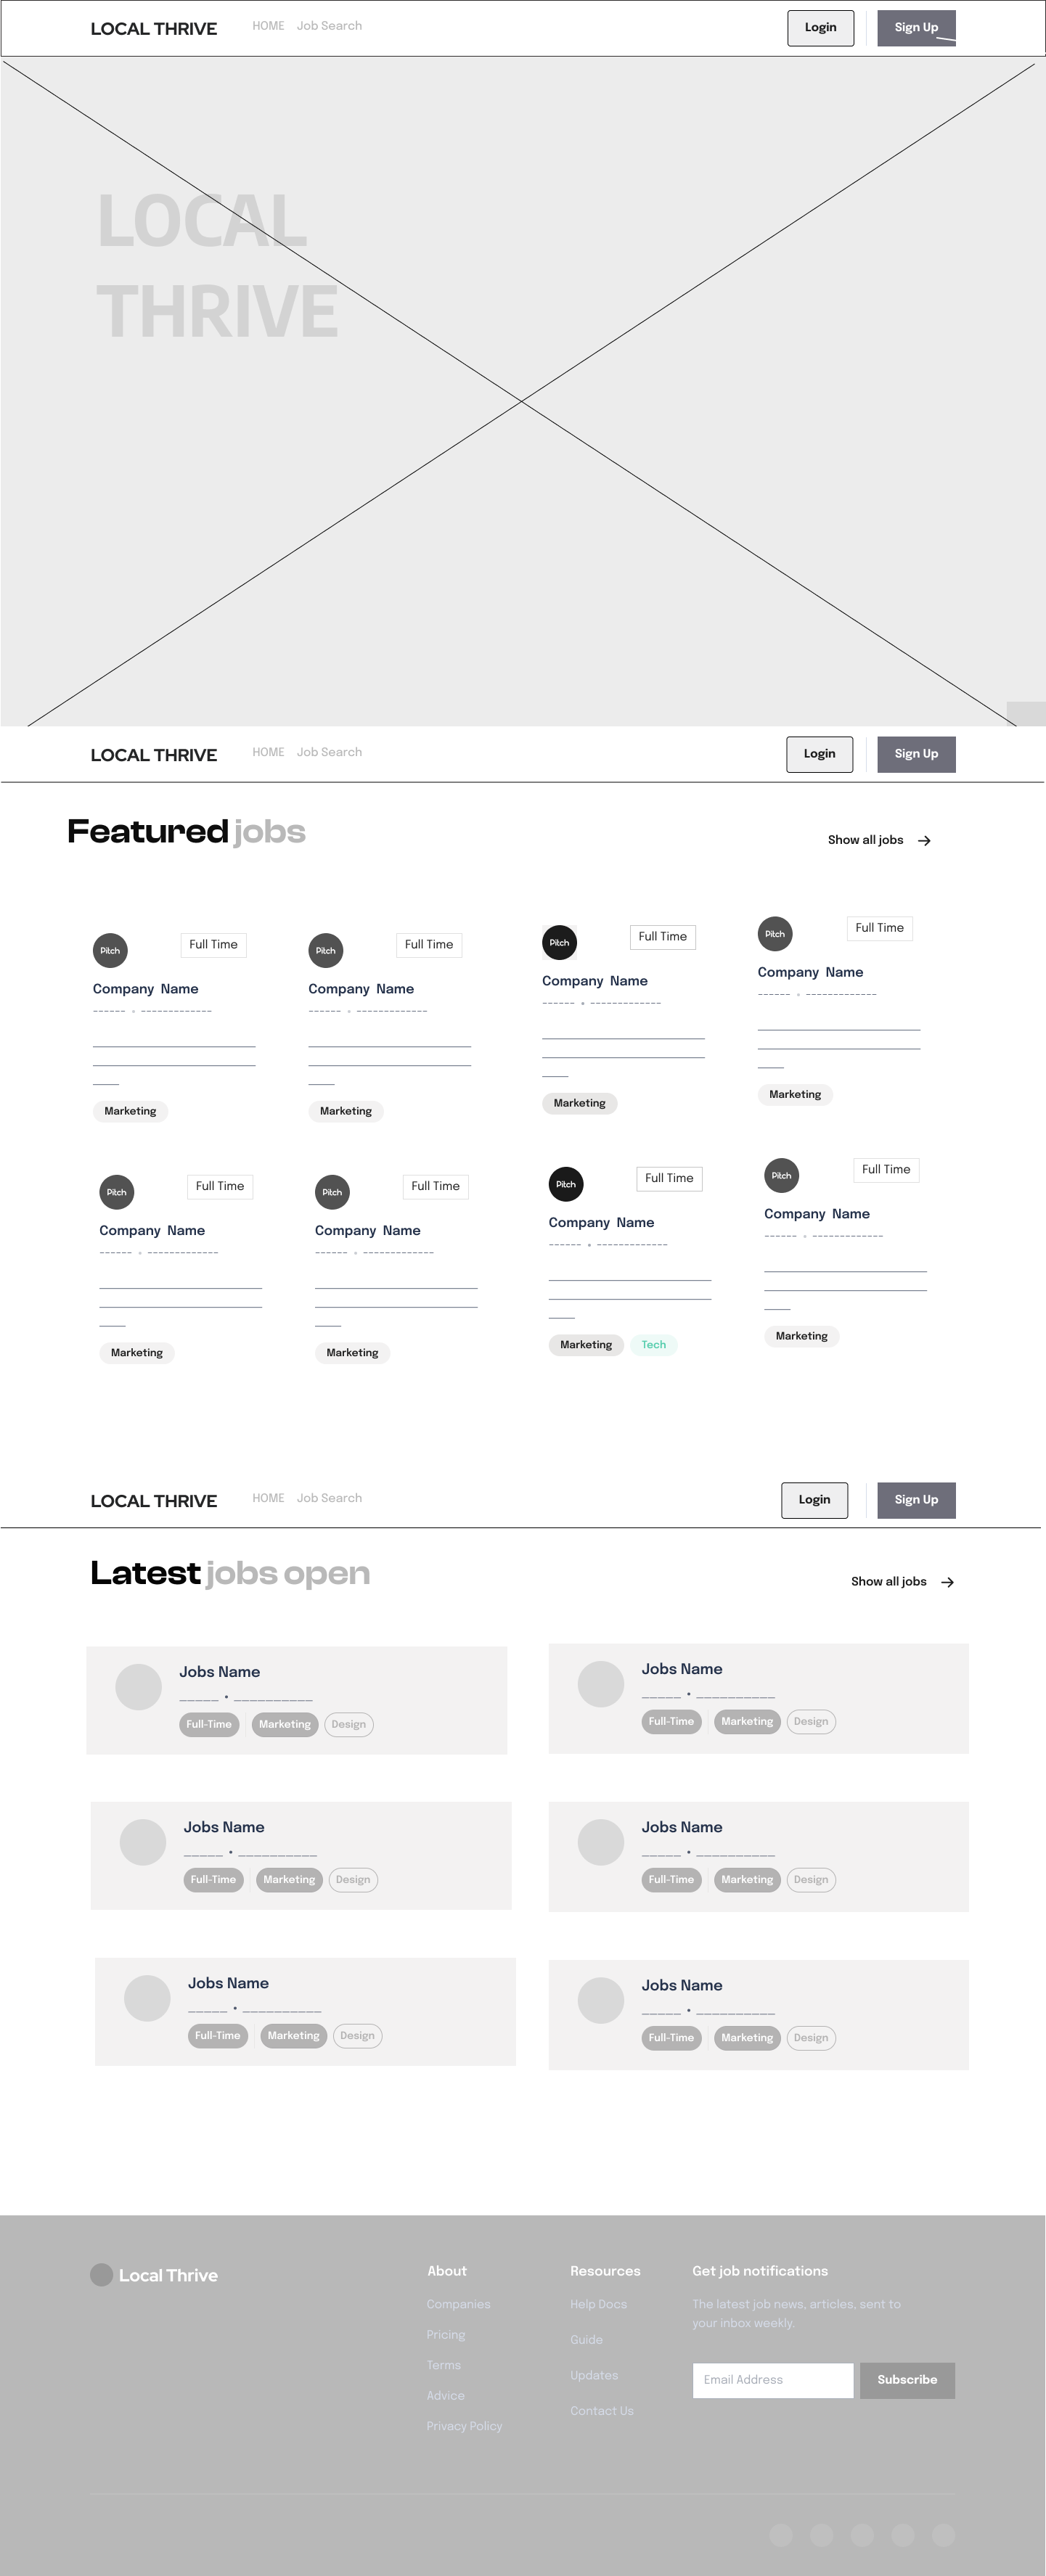 LOCAL THRIVE HOME Job Search Login Sign Up
LOCAL
THRIVE
LOCAL THRIVE HOME Job Search Login Sign Up
Featured jobs Show all jobs
Pitch Full Time
Company Name
Marketing
Pitch Full Time
Company Name
Marketing
Pitch Full Time
Company Name
Marketing
Pitch Full Time
Company Name
Marketing
Pitch Full Time
Company Name
Marketing
Pitch Full Time
Company Name
Marketing
Pitch Full Time
Company Name
Marketing Tech
Pitch Full Time
Company Name
Marketing
LOCAL THRIVE HOME Job Search Login Sign Up
Latest jobs open Show all jobs
Jobs Name
Full-Time Marketing Design
Jobs Name
Full-Time Marketing Design
Jobs Name
Full-Time Marketing Design
Jobs Name
Full-Time Marketing Design
Jobs Name
Full-Time Marketing Design
Jobs Name
Full-Time Marketing Design
Local Thrive
About
Companies
Pricing
Terms
Advice
Privacy Policy
Resources
Help Docs
Guide
Updates
Contact Us
Get job notifications
The latest job news, articles, sent to
your inbox weekly.
Email Address Subscribe